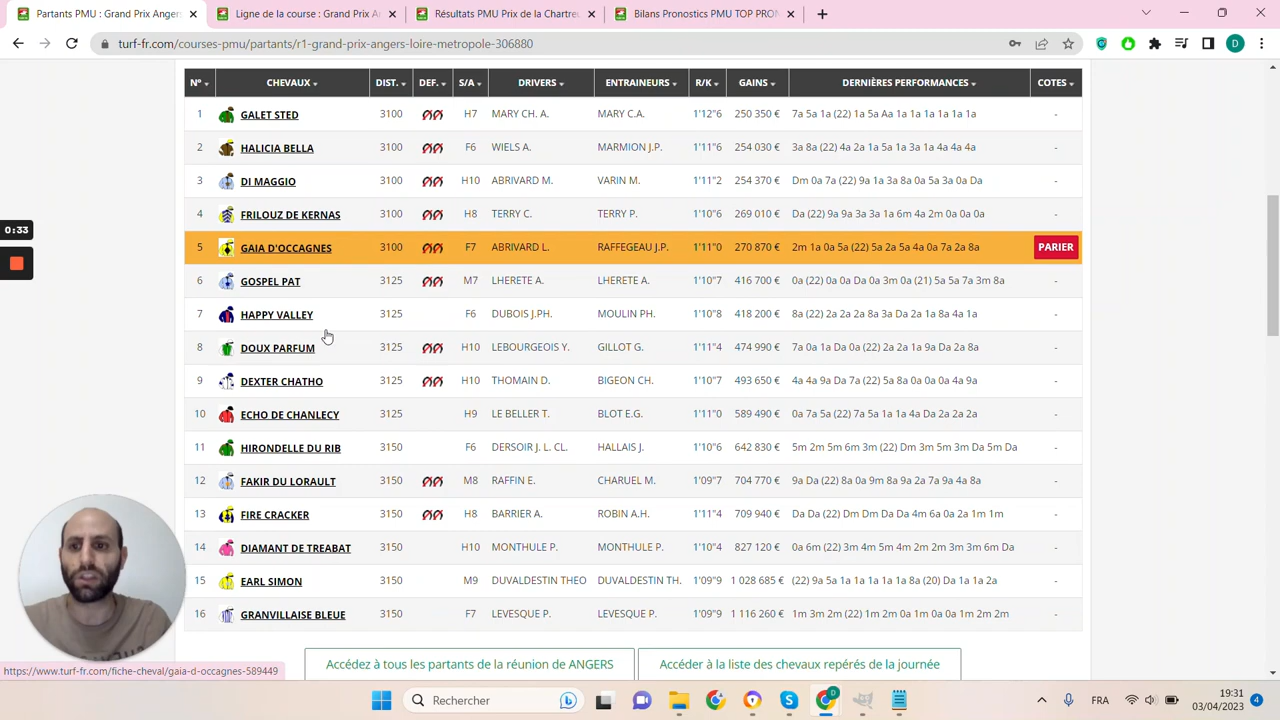 Partants PMU : Grand Prix Anger
Ligne de la course : Grand Prix A
Résultats PMU Prix de la Chartreu
Bilans Pronostics PMU TOP PRON
turf-fr.com/courses-pmu/partants/r1-grand-prix-angers-loire-metropole-306880
N° CHEVAUX DIST. DEF. S/A DRIVERS ENTRAINEURS R/K GAINS DERNIÈRES PERFORMANCES COTES
1 GALET STED 3100 H7 MARY CH. A. MARY C.A. 1'12"6 250 350 € 7a 5a 1a (22) 1a 5a Aa 1a 1a 1a 1a 1a -
2 HALICIA BELLA 3100 F6 WIELS A. MARMION J.P. 1'11"6 254 030 € 3a 8a (22) 4a 2a 1a 5a 1a 3a 1a 4a 4a 4a -
3 DI MAGGIO 3100 H10 ABRIVARD M. VARIN M. 1'11"2 254 370 € Dm 0a 7a (22) 9a 1a 3a 8a 0a 5a 3a 0a Da -
4 FRILOUZ DE KERNAS 3100 H8 TERRY C. TERRY P. 1'10"6 269 010 € Da (22) 9a 9a 3a 3a 1a 6m 4a 2m 0a 0a 0a -
5 GAIA D'OCCAGNES 3100 F7 ABRIVARD L. RAFFEGEAU J.P. 1'11"0 270 870 € 2m 1a 0a 5a (22) 5a 2a 5a 4a 0a 7a 2a 8a PARIER
6 GOSPEL PAT 3100 M7 LHERETE A. LHERETE A. 1'10"7 416 700 € 0a (22) 0a 0a Da 0a 3m 0a (21) 5a 5a 7a 3m 8a -
7 HAPPY VALLEY 3125 F6 DUBOIS J.PH. MOULIN PH. 1'10"8 418 200 € 8a (22) 2a 2a 2a 8a 3a Da 2a 1a 8a 4a 1a -
8 DOUX PARFUM 3125 H10 LEBOURGEOIS Y. GILLOT G. 1'11"4 474 990 € 7a 0a 1a Da 0a (22) 2a 2a 1a 9a Da 2a 8a -
9 DEXTER CHATHO 3125 H10 THOMAIN D. BIGEON CH. 1'10"7 493 650 € 4a 4a 9a Da 7a (22) 5a 8a 0a 0a 0a 4a 9a -
10 ECHO DE CHANLECY 3125 H9 LE BELLER T. BLOT E.G. 1'11"0 589 490 € 0a 7a 5a (22) 7a 5a 1a 1a 4a Da 2a 2a 2a -
11 HIRONDELLE DU RIB 3150 F6 DERSOIR J. L. CL. HALLAIS J. 1'10"6 642 830 € 5m 2m 5m 6m 3m (22) Dm 3m 5m 3m Da 5m Da -
12 FAKIR DU LORAULT 3150 M8 RAFFIN E. CHARUEL M. 1'09"7 704 770 € 9a Da (22) 8a 0a 9m 8a 9a 2a 7a 9a 4a 8a -
13 FIRE CRACKER 3150 H8 BARRIER A. ROBIN A.H. 1'11"4 709 940 € Da Da (22) Dm Dm Da Da 4m 6a 0a 2a 1m 1m -
14 DIAMANT DE TREABAT 3150 H10 MONTHULE P. MONTHULE P. 1'10"4 827 120 € 0a 6m (22) 3m 4m 5m 4m 2m 2m 3m 3m 6m Da -
15 EARL SIMON 3150 M9 DUVALDESTIN THEO DUVALDESTIN TH. 1'09"9 1 028 685 € (22) 9a 5a 1a 1a 1a 1a 1a 8a (20) Da 1a 1a 2a -
16 GRANVILLAISE BLEUE 3150 F7 LEVESQUE P. LEVESQUE P. 1'09"9 1 116 260 € 1m 3m 2m (22) 1m 2m 0a 1m 0a 0a 1m 2m 2m -
0:33
Accédez à tous les partants de la réunion de ANGERS
Accéder à la liste des chevaux repérés de la journée
https://www.turf-fr.com/fiche-cheval/gaia-d-occagnes-589449
Rechercher
FRA
19:31
03/04/2023
4